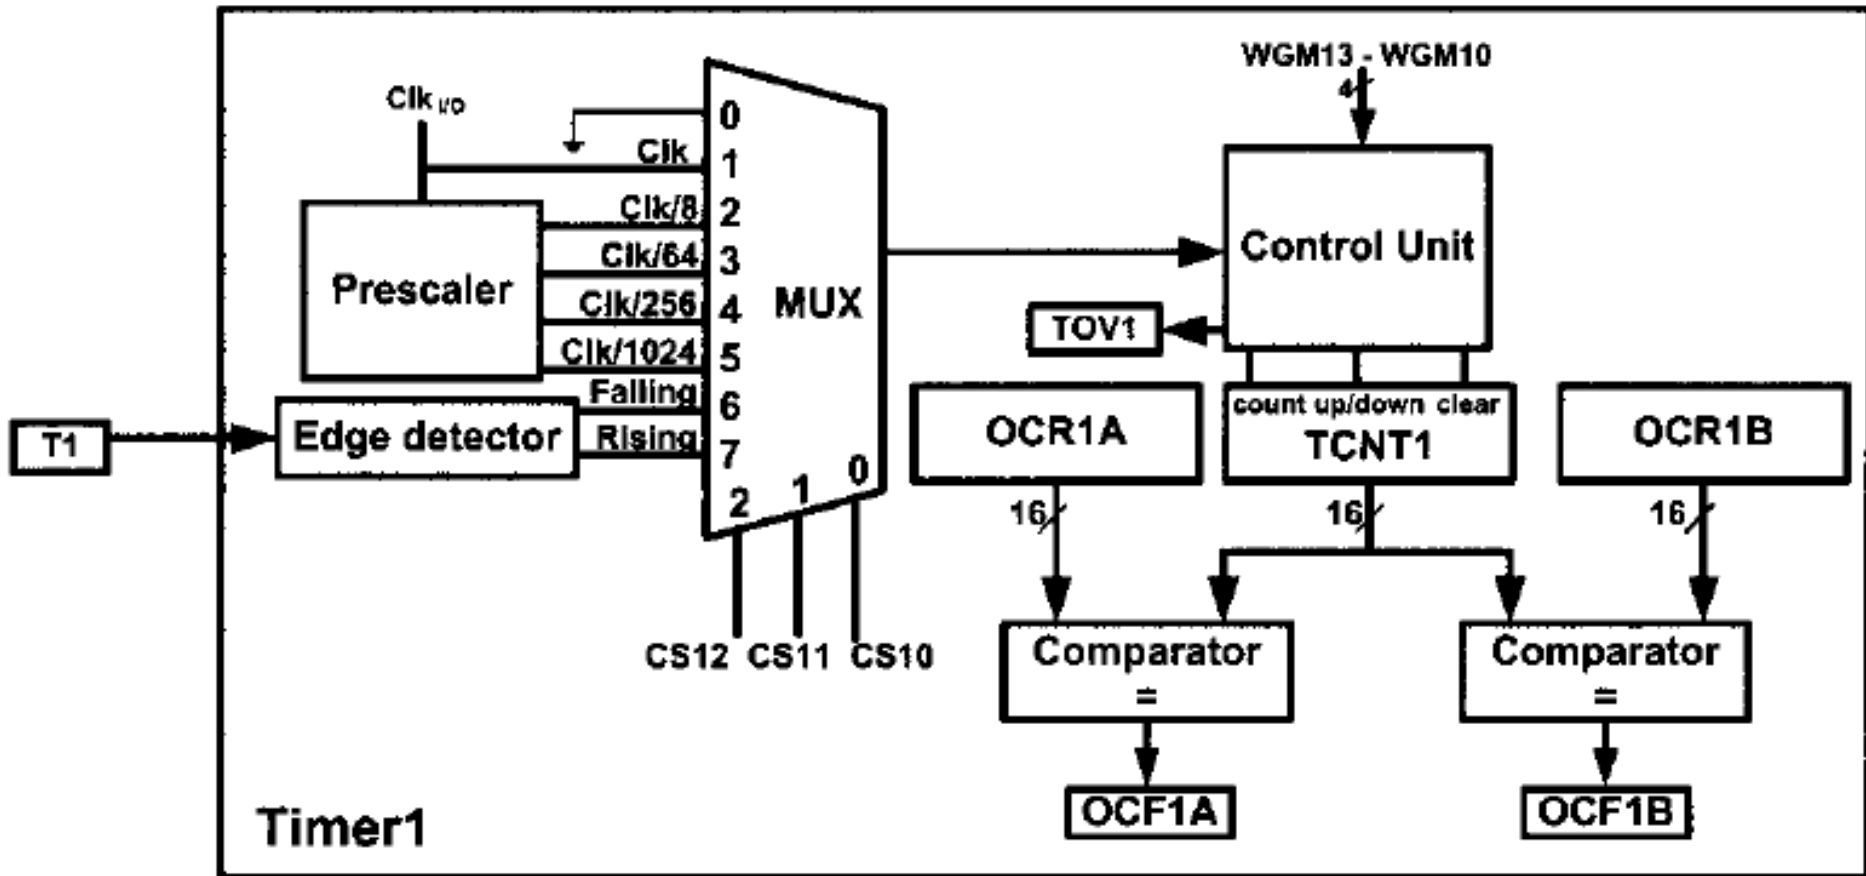 WGM13 - WGM10
4
Clk I/O
0
Clk
1
Clk/8
2
Clk/64
3
Clk/256
4
Clk/1024
5
Falling
6
Rising
7
Prescaler
MUX
Control Unit
TOV1
T1
Edge detector
2
1
0
CS12 CS11 CS10
OCR1A
count up/down clear
TCNT1
OCR1B
16
16
16
Comparator
=
Comparator
=
OCF1A
OCF1B
Timer1